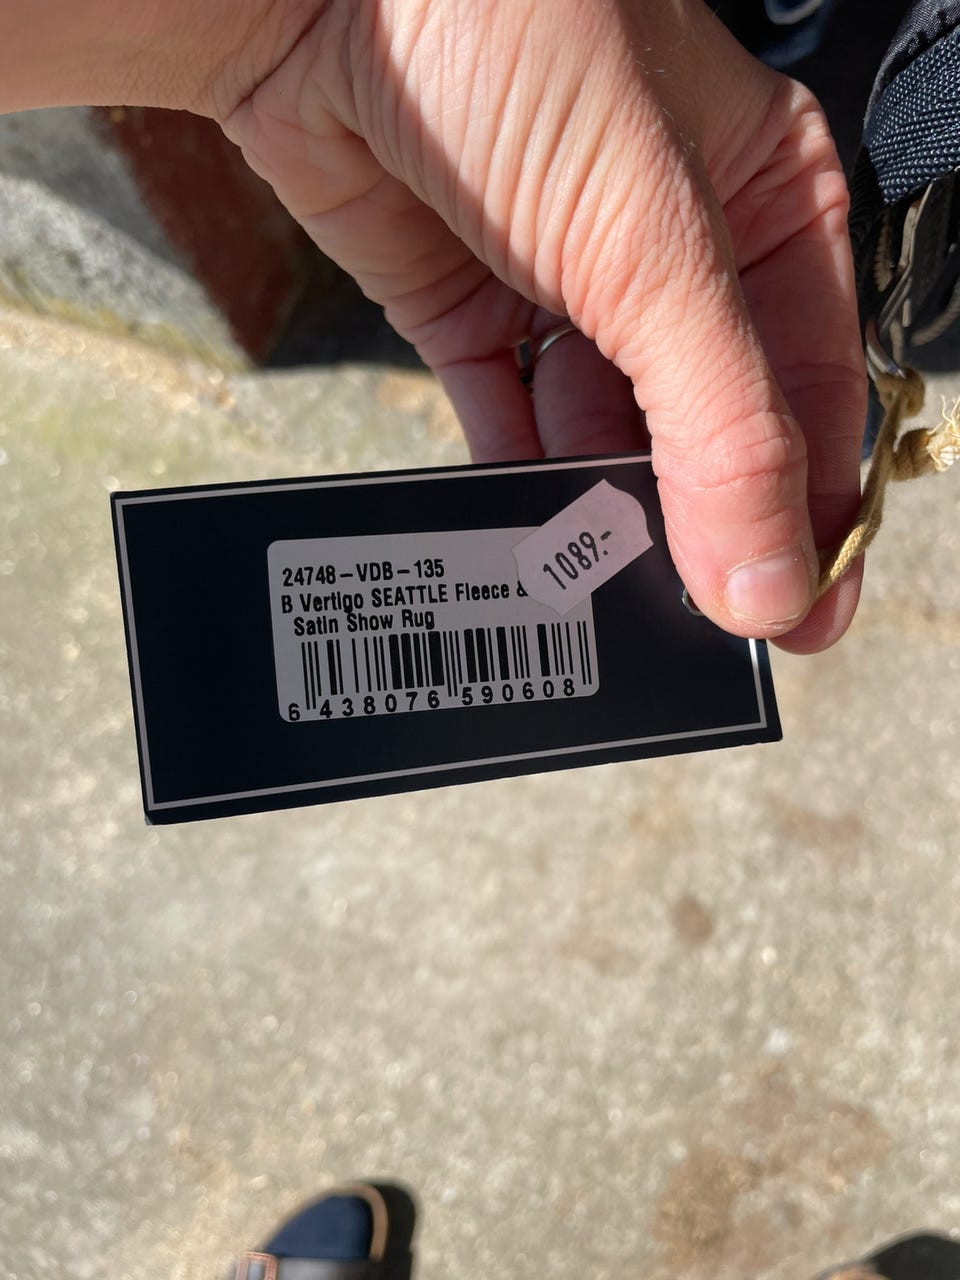 24748-VDB-135
B Vertigo SEATTLE Fleece &
Satin Show Rug
6 438076 590608
1089.-